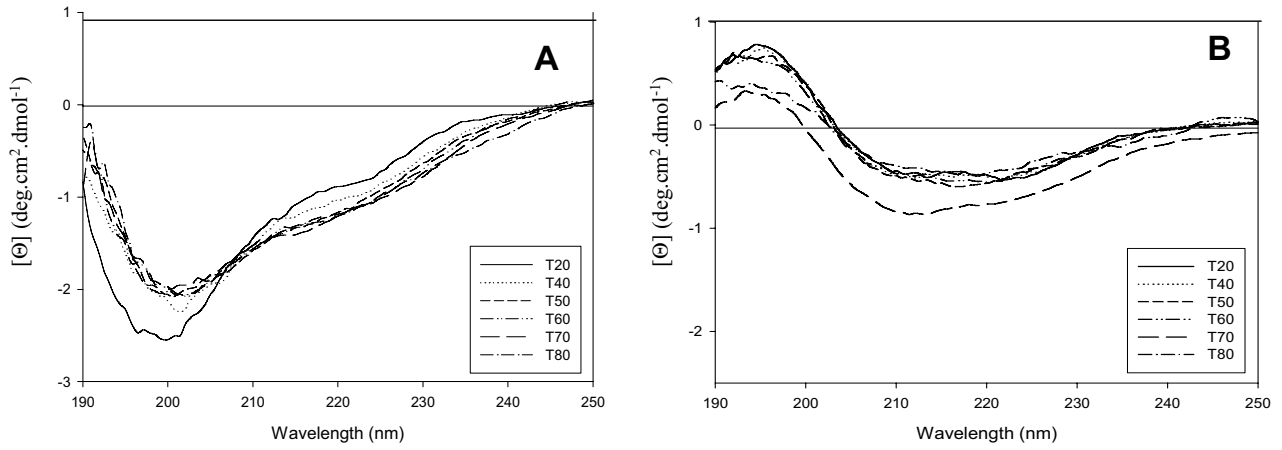 A
[Θ] (deg.cm2.dmol-1)
1
0
-1
-2
-3
190 200 210 220 230 240 250
Wavelength (nm)
T20
T40
T50
T60
T70
T80
B
[Θ] (deg.cm2.dmol-1)
1
0
-1
-2
190 200 210 220 230 240 250
Wavelength (nm)
T20
T40
T50
T60
T70
T80